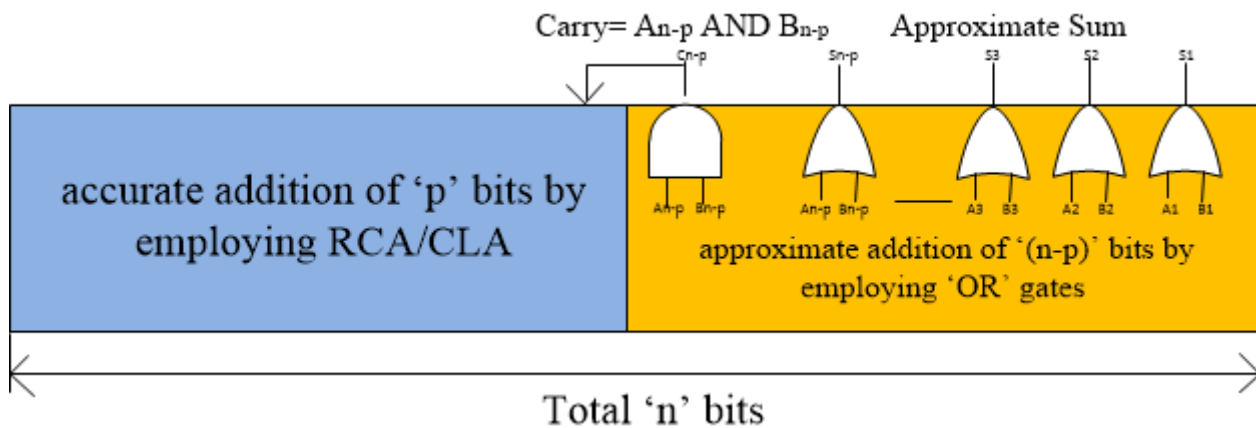 Carry= An-p AND Bn-p Approximate Sum
Cn-p Sn-p S3 S2 S1
accurate addition of ‘p’ bits by
employing RCA/CLA
An-p Bn-p An-p Bn-p A3 B3 A2 B2 A1 B1
approximate addition of ‘(n-p)’ bits by
employing ‘OR’ gates
Total ‘n’ bits